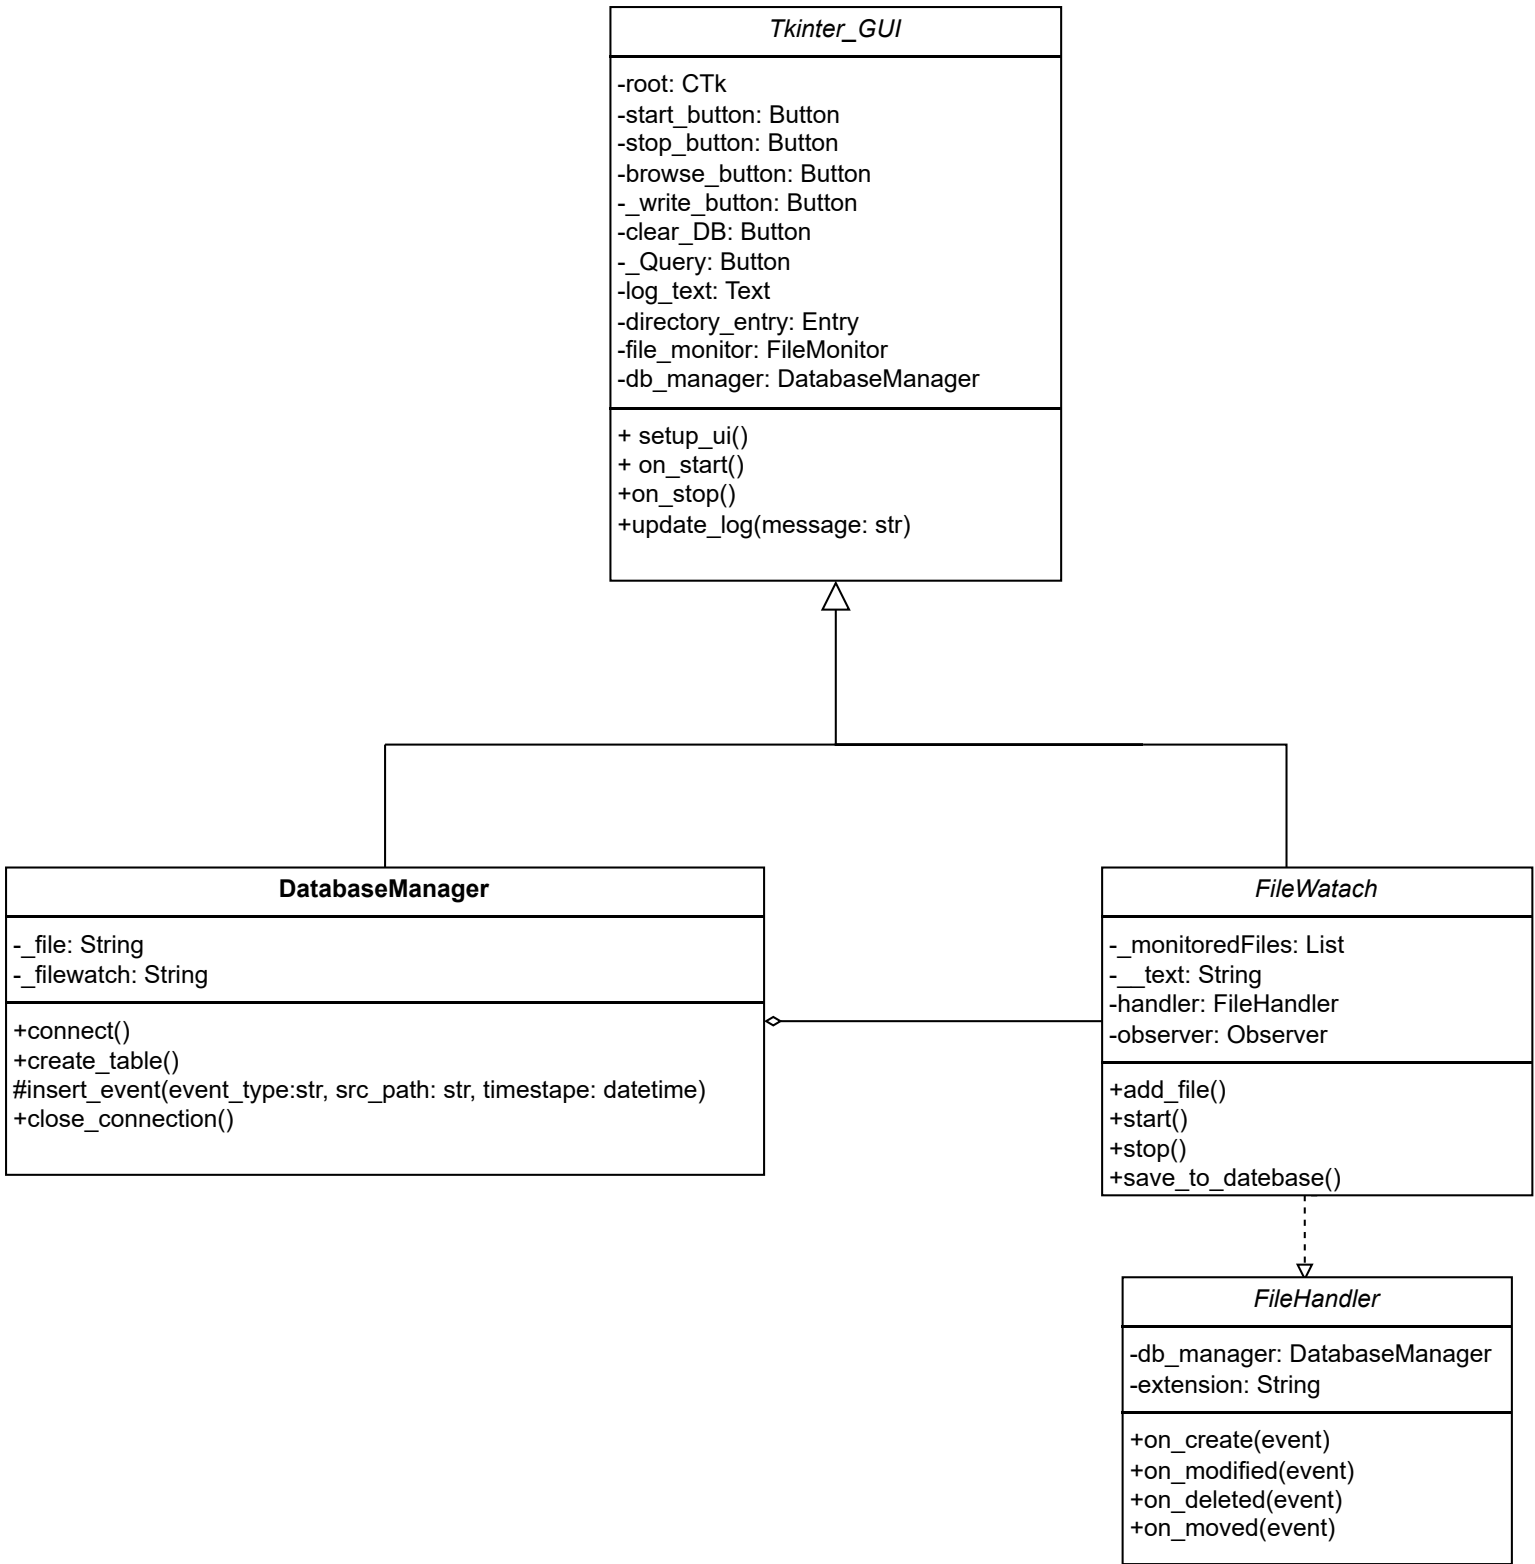 Tkinter_GUI
-root: CTk
-start_button: Button
-stop_button: Button
-browse_button: Button
-_write_button: Button
-clear_DB: Button
-_Query: Button
-log_text: Text
-directory_entry: Entry
-file_monitor: FileMonitor
-db_manager: DatabaseManager
+ setup_ui()
+ on_start()
+on_stop()
+update_log(message: str)
DatabaseManager
-_file: String
-_filewatch: String
+connect()
+create_table()
#insert_event(event_type:str, src_path: str, timestape: datetime)
+close_connection()
FileWatach
-_monitoredFiles: List
-__text: String
-handler: FileHandler
-observer: Observer
+add_file()
+start()
+stop()
+save_to_datebase()
FileHandler
-db_manager: DatabaseManager
-extension: String
+on_create(event)
+on_modified(event)
+on_deleted(event)
+on_moved(event)